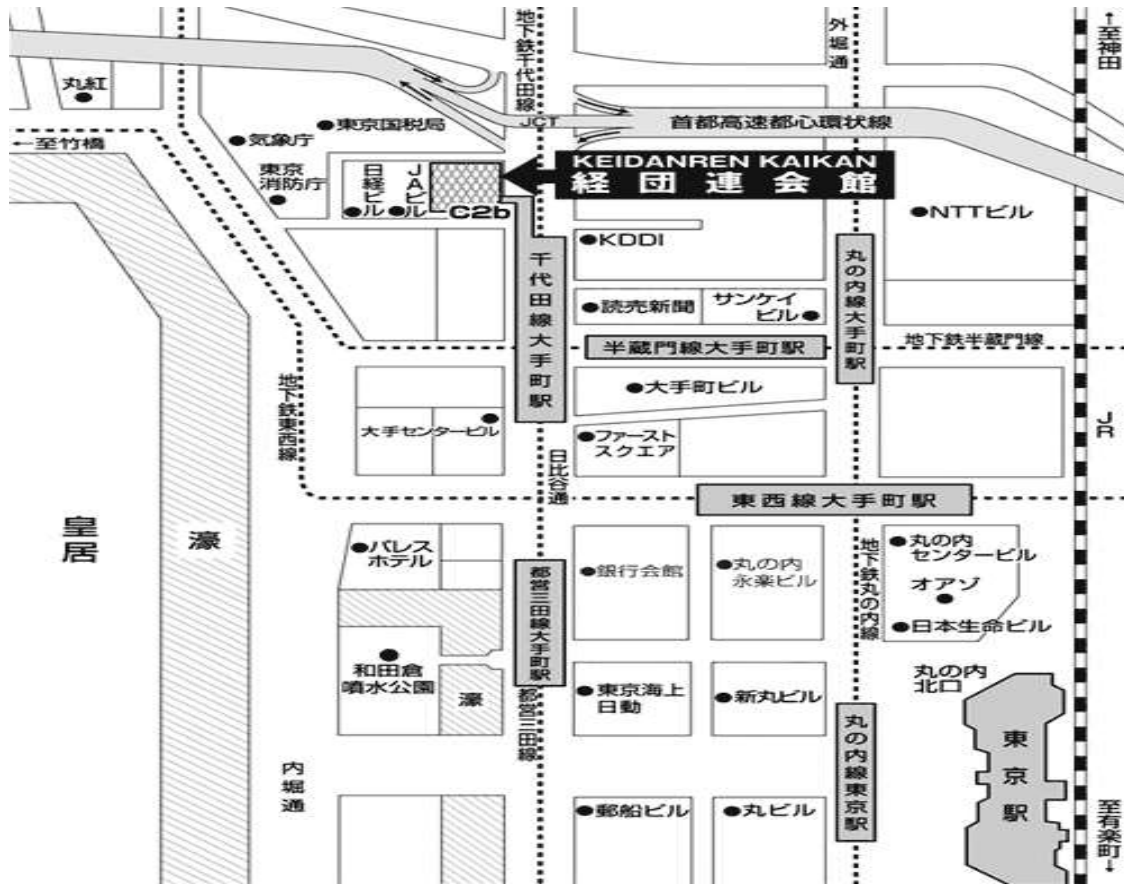 地下鉄千代田線
外堀通
↑至神田
丸紅
気象庁
東京国税局
JCT
首都高速都心環状線
←至竹橋
東京
消防庁
日経ビル
JAビル
C2b
KEIDANREN KAIKAN
経団連会館
NTTビル
KDDI
千代田線大手町駅
丸の内線大手町駅
読売新聞
サンケイ
ビル
半蔵門線大手町駅
地下鉄半蔵門線
地下鉄東西線
大手町ビル
大手センタービル
ファースト
スクエア
JR
日比谷通
東西線大手町駅
皇居
濠
パレス
ホテル
銀行会館
丸の内
永楽ビル
地下鉄丸の内線
丸の内
センタービル
オアゾ
日本生命ビル
都営三田線大手町駅
和田倉
噴水公園
濠
都営三田線
東京海上
日動
新丸ビル
丸の内
北口
丸の内線東京駅
東京駅
内堀通
郵船ビル
丸ビル
至有楽町↓